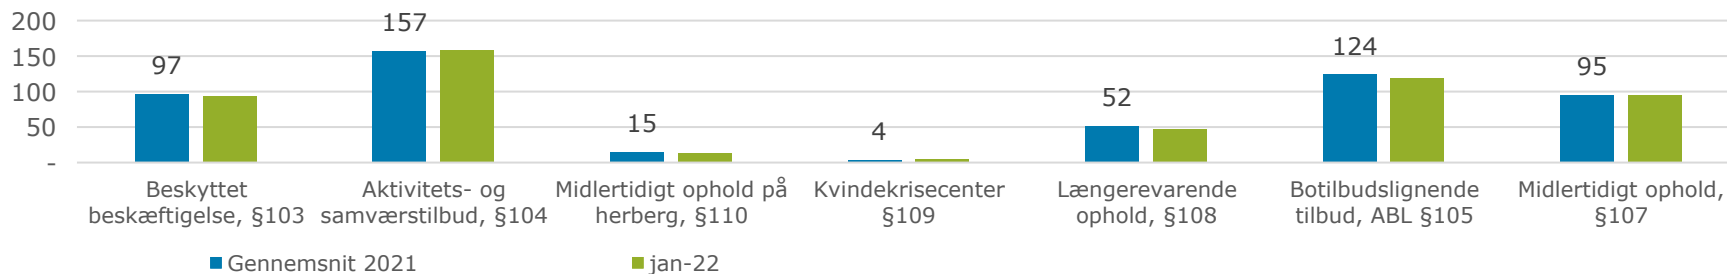 200
150
100
50
-
97
157
15
4
52
124
95
Beskyttet
beskæftigelse, §103
Aktivitets- og
samværstilbud, §104
Midlertidigt ophold på
herberg, §110
Kvindekrisecenter
§109
Længerevarende
ophold, §108
Botilbudslignende
tilbud, ABL §105
Midlertidigt ophold,
§107
Gennemsnit 2021
jan-22